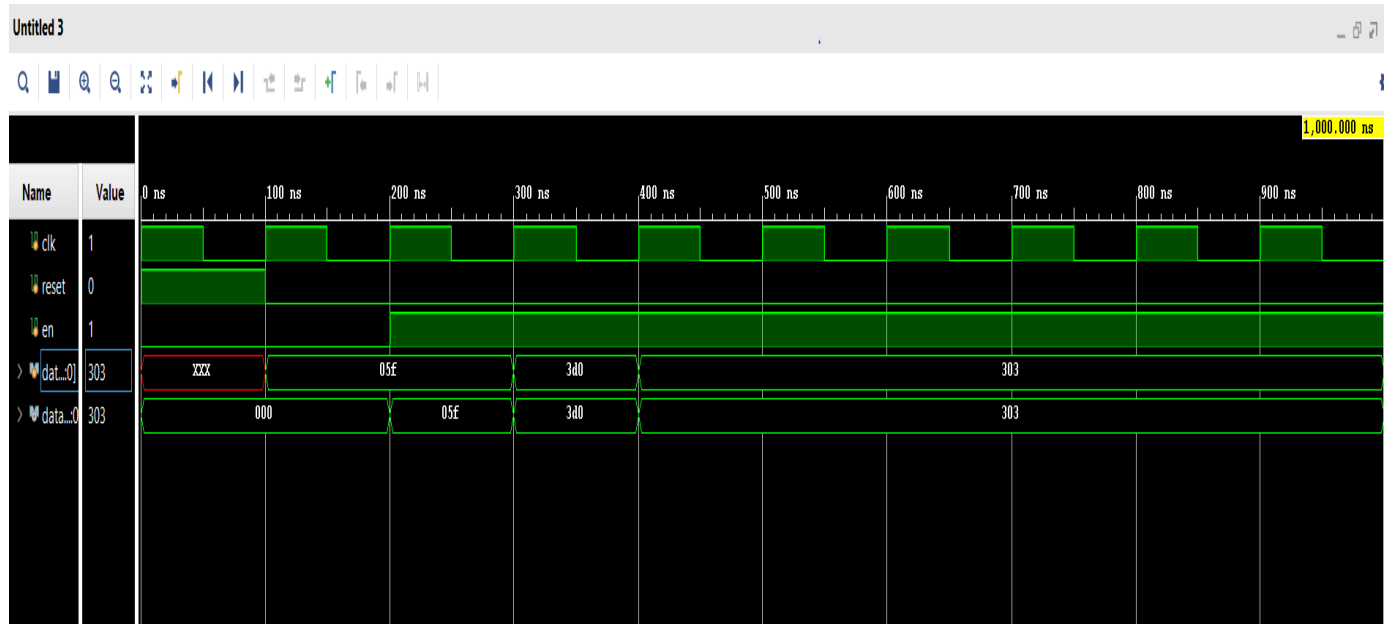 Untitled 3
1,000.000 ns
Name Value 0 ns 100 ns 200 ns 300 ns 400 ns 500 ns 600 ns 700 ns 800 ns 900 ns
clk 1
reset 0
en 1
dat...:0] 303 XXX 05f 3d0 303
data...:0 303 000 05f 3d0 303